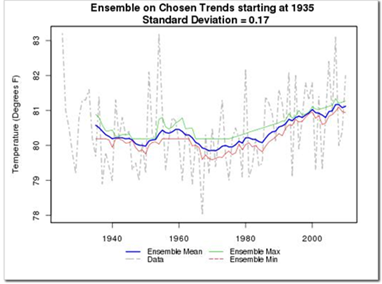 Ensemble on Chosen Trends starting at 1935
Standard Deviation = 0.17
Temperature (Degrees F)
83
82
81
80
79
78
1940 1960 1980 2000
Ensemble Mean Ensemble Max
Data Ensemble Min